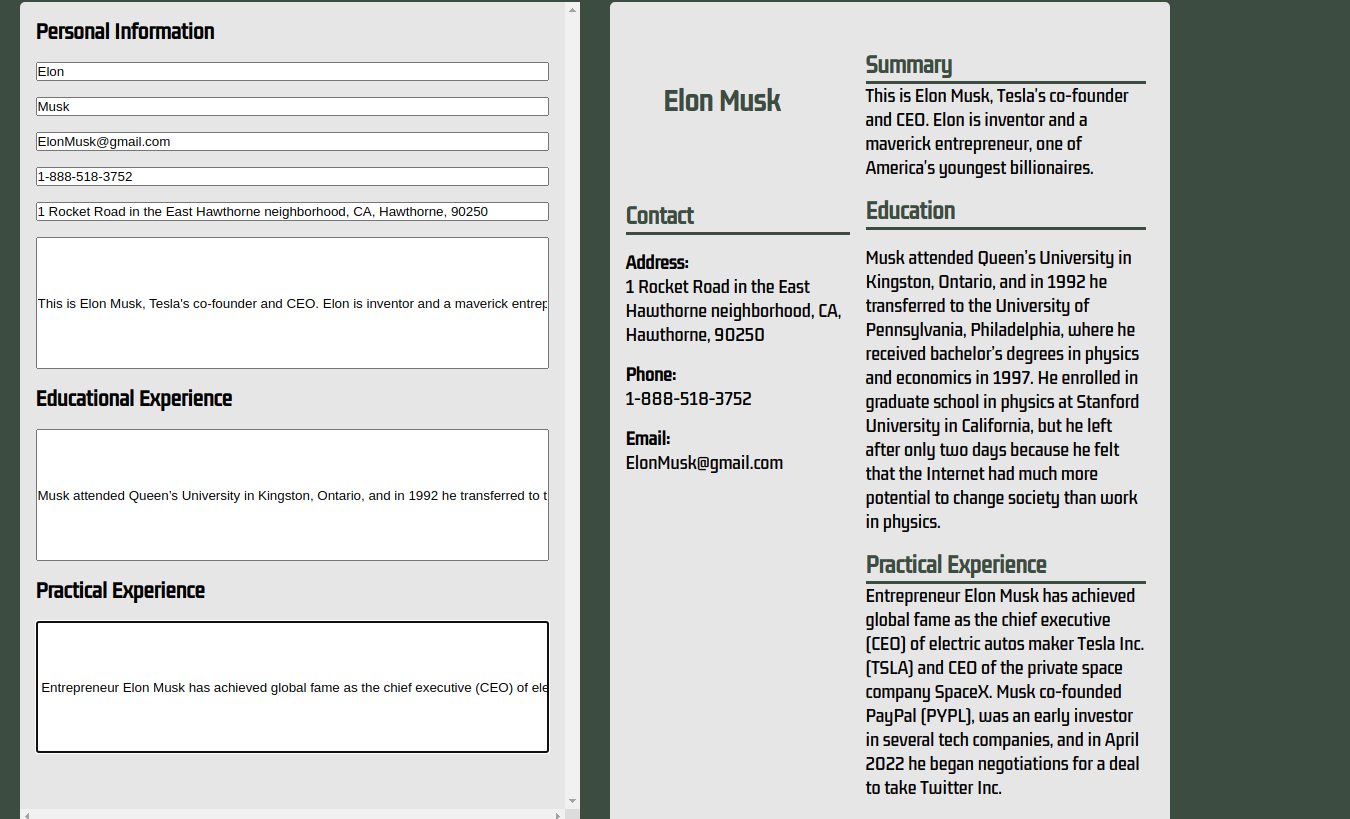 Personal Information
Elon
Musk
ElonMusk@gmail.com
1-888-518-3752
1 Rocket Road in the East Hawthorne neighborhood, CA, Hawthorne, 90250
This is Elon Musk, Tesla's co-founder and CEO. Elon is inventor and a maverick entrep
Educational Experience
Musk attended Queen's University in Kingston, Ontario, and in 1992 he transferred to t
Practical Experience
Entrepreneur Elon Musk has achieved global fame as the chief executive (CEO) of ele
Elon Musk
Contact
Address:
1 Rocket Road in the East
Hawthorne neighborhood, CA,
Hawthorne, 90250
Phone:
1-888-518-3752
Email:
ElonMusk@gmail.com
Summary
This is Elon Musk, Tesla's co-founder
and CEO. Elon is inventor and a
maverick entrepreneur, one of
America's youngest billionaires.
Education
Musk attended Queen's University in
Kingston, Ontario, and in 1992 he
transferred to the University of
Pennsylvania, Philadelphia, where he
received bachelor's degrees in physics
and economics in 1997. He enrolled in
graduate school in physics at Stanford
University in California, but he left
after only two days because he felt
that the Internet had much more
potential to change society than work
in physics.
Practical Experience
Entrepreneur Elon Musk has achieved
global fame as the chief executive
(CEO) of electric autos maker Tesla Inc.
(TSLA) and CEO of the private space
company SpaceX. Musk co-founded
PayPal (PYPL), was an early investor
in several tech companies, and in April
2022 he began negotiations for a deal
to take Twitter Inc.